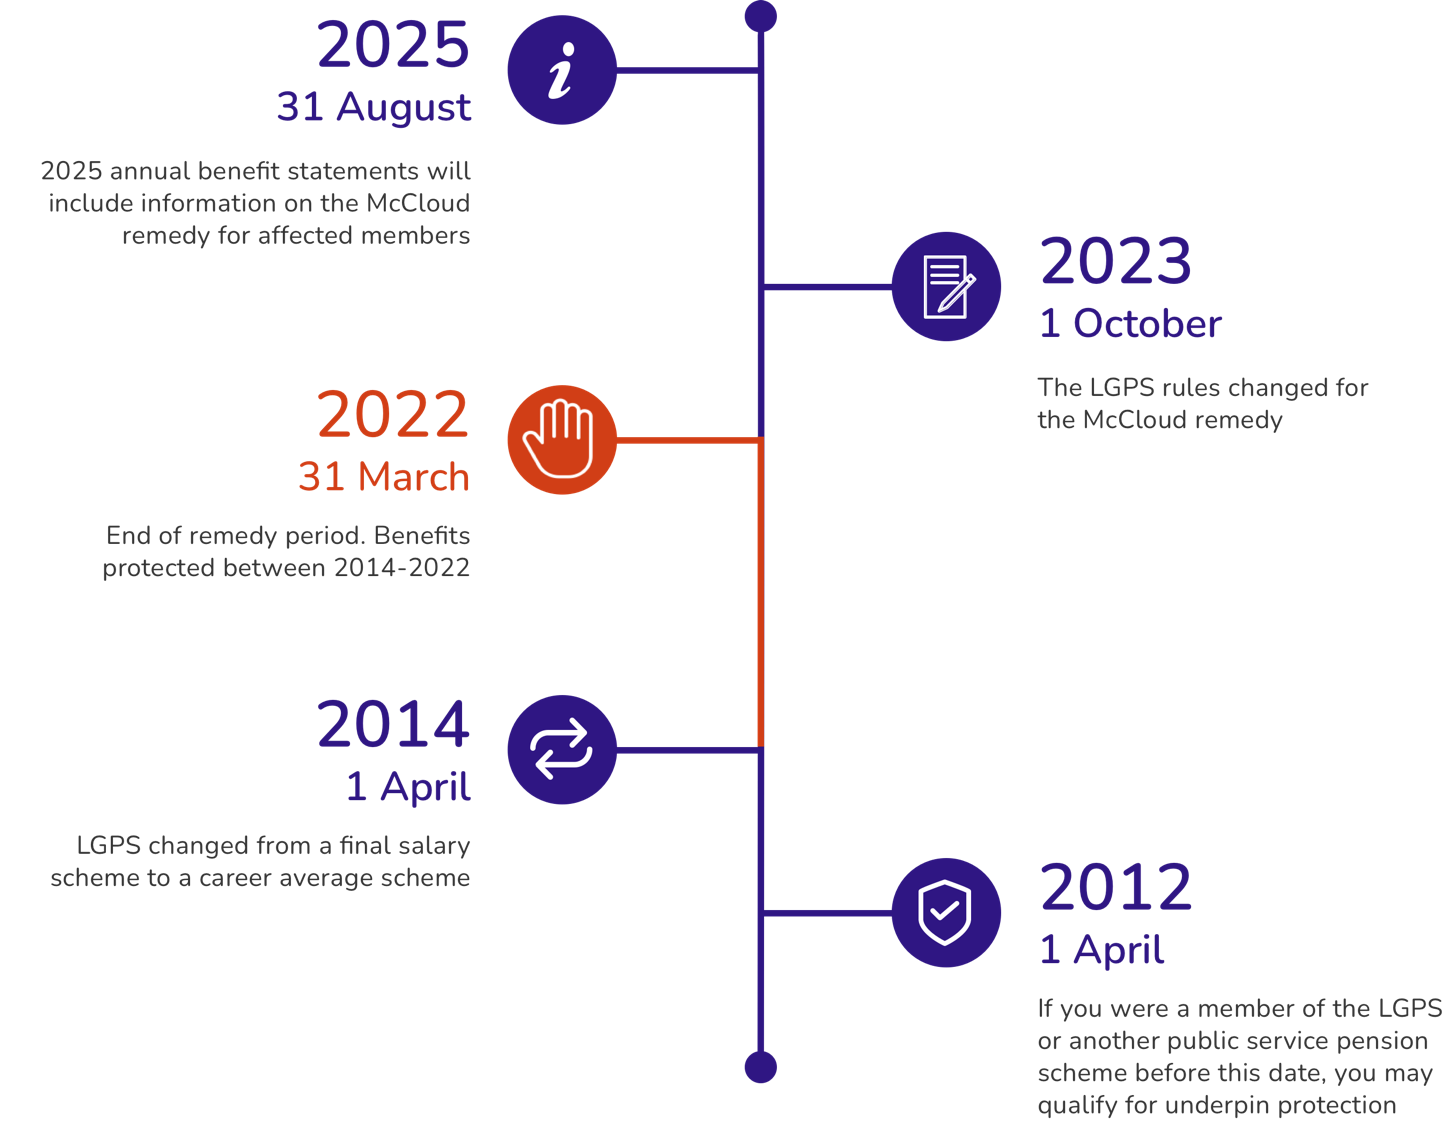 2025
31 August
2025 annual benefit statements will
include information on the McCloud
remedy for affected members
2023
1 October
The LGPS rules changed for
the McCloud remedy
2022
31 March
End of remedy period. Benefits
protected between 2014-2022
2014
1 April
LGPS changed from a final salary
scheme to a career average scheme
2012
1 April
If you were a member of the LGPS
or another public service pension
scheme before this date, you may
qualify for underpin protection